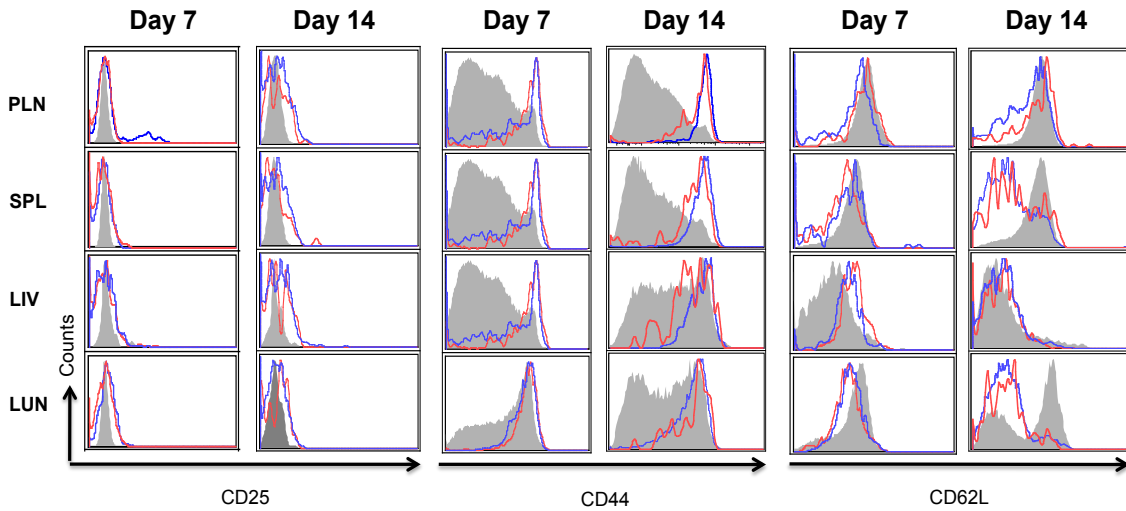 Day 7 Day 14 Day 7 Day 14 Day 7 Day 14
PLN
SPL
LIV
LUN
Counts
CD25 CD44 CD62L